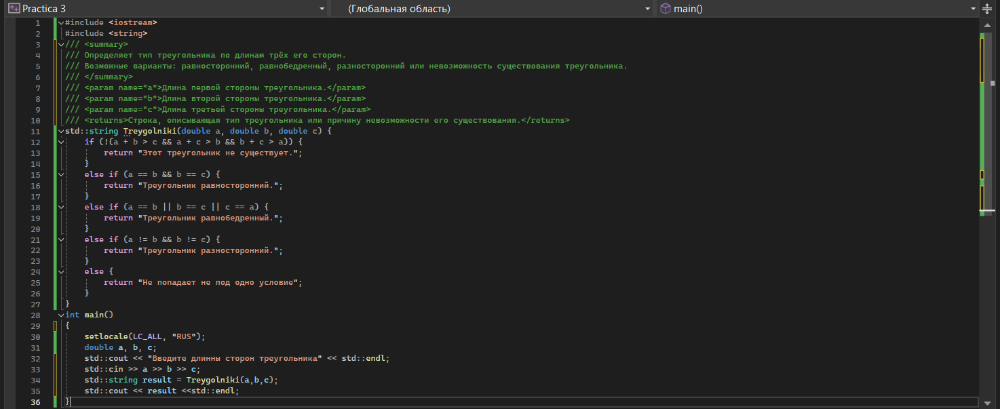 Practica 3 (Глобальная область) main()
1 #include <iostream>
2 #include <string>
3 /// <summary>
4 /// Определяет тип треугольника по длинам трёх его сторон.
5 /// Возможные варианты: равносторонний, равнобедренный, разносторонний или невозможность существования треугольника.
6 /// </summary>
7 /// <param name="a">Длина первой стороны треугольника.</param>
8 /// <param name="b">Длина второй стороны треугольника.</param>
9 /// <param name="c">Длина третьей стороны треугольника.</param>
10 /// <returns>Строка, описывающая тип треугольника или причину невозможности его существования.</returns>
11 std::string Treygolniki(double a, double b, double c) {
12 if (!(a + b > c && a + c > b && b + c > a)) {
13 return "Этот треугольник не существует.";
14 }
15 else if (a == b && b == c) {
16 return "Треугольник равносторонний.";
17 }
18 else if (a == b || b == c || c == a) {
19 return "Треугольник равнобедренный.";
20 }
21 else if (a != b && b != c) {
22 return "Треугольник разносторонний.";
23 }
24 else {
25 return "Не попадает не под одно условие";
26 }
27 }
28 int main()
29 {
30 setlocale(LC_ALL, "RUS");
31 double a, b, c;
32 std::cout << "Введите длинны сторон треугольника" << std::endl;
33 std::cin >> a >> b >> c;
34 std::string result = Treygolniki(a,b,c);
35 std::cout << result <<std::endl;
36 }